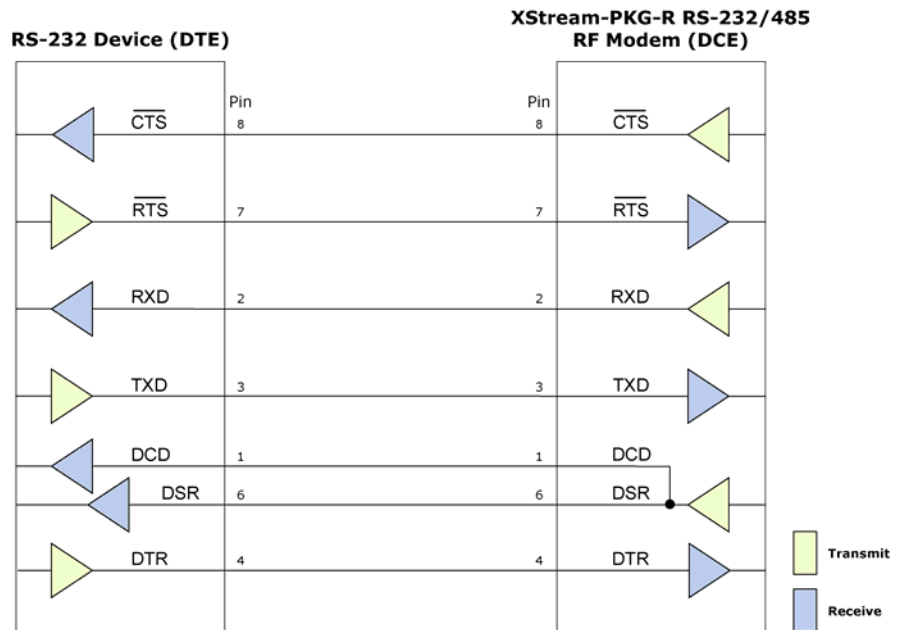 XStream-PKG-R RS-232/485
RS-232 Device (DTE) RF Modem (DCE)
Pin Pin
CTS 8 8 CTS
RTS 7 7 RTS
RXD 2 2 RXD
TXD 3 3 TXD
DCD 1 1 DCD
DSR 6 6 DSR
DTR 4 4 DTR
Transmit
Receive